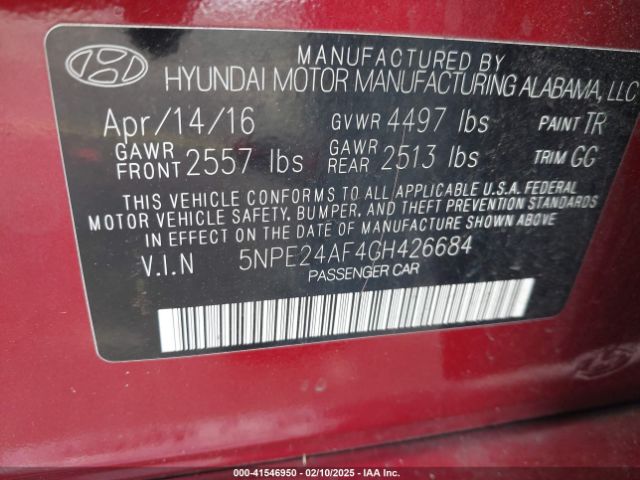 MANUFACTURED BY
HYUNDAI MOTOR MANUFACTURING ALABAMA, LLC
Apr/14/16 GVWR 4497 lbs PAINT TR
GAWR FRONT 2557 lbs GAWR REAR 2513 lbs TRIM GG
THIS VEHICLE CONFORMS TO ALL APPLICABLE U.S.A. FEDERAL
MOTOR VEHICLE SAFETY, BUMPER, AND THEFT PREVENTION STANDARDS
IN EFFECT ON THE DATE OF MANUFACTURE SHOWN ABOVE.
V.I.N 5NPE24AF4GH426684
PASSENGER CAR
000-41546950 - 02/10/2025 - IAA Inc.